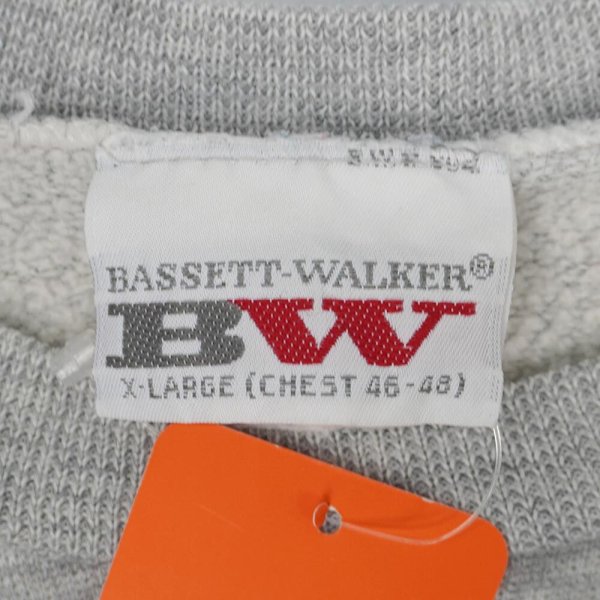 BASSETT-WALKER®
BW
X-LARGE (CHEST 46-48)